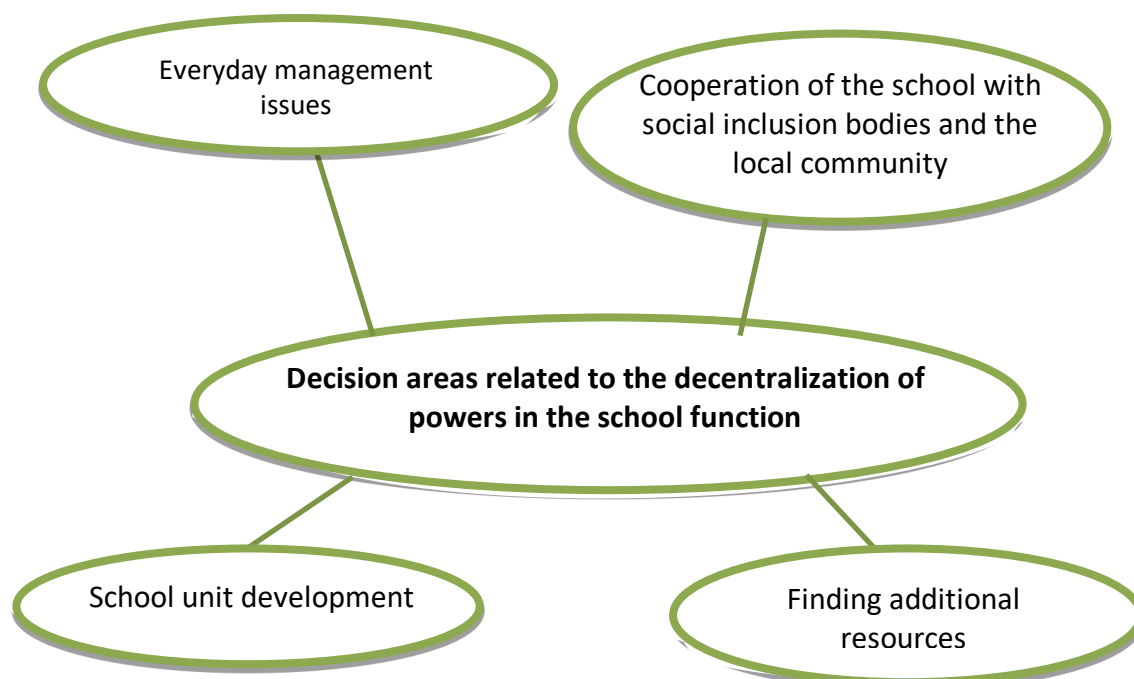 Everyday management
issues
Cooperation of the school with
social inclusion bodies and the
local community
Decision areas related to the decentralization of
powers in the school function
School unit development
Finding additional
resources